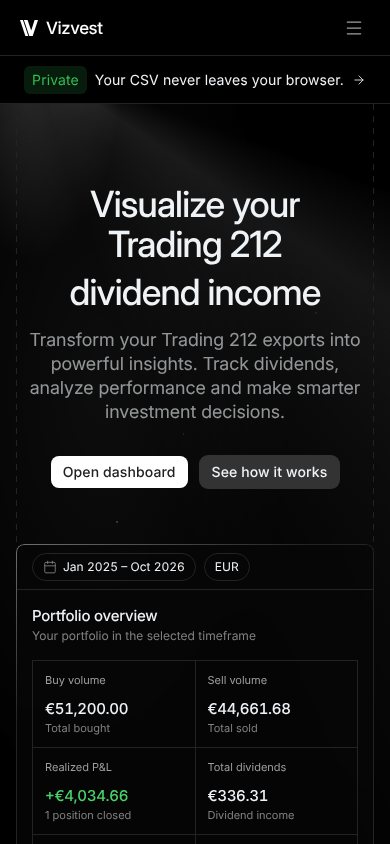 Vizvest
Private Your CSV never leaves your browser. →
Visualize your
Trading 212
dividend income
Transform your Trading 212 exports into
powerful insights. Track dividends,
analyze performance and make smarter
investment decisions.
Open dashboard See how it works
Jan 2025 – Oct 2026 EUR
Portfolio overview
Your portfolio in the selected timeframe
Buy volume Sell volume
€51,200.00 €44,661.68
Total bought Total sold
Realized P&L Total dividends
+€4,034.66 €336.31
1 position closed Dividend income